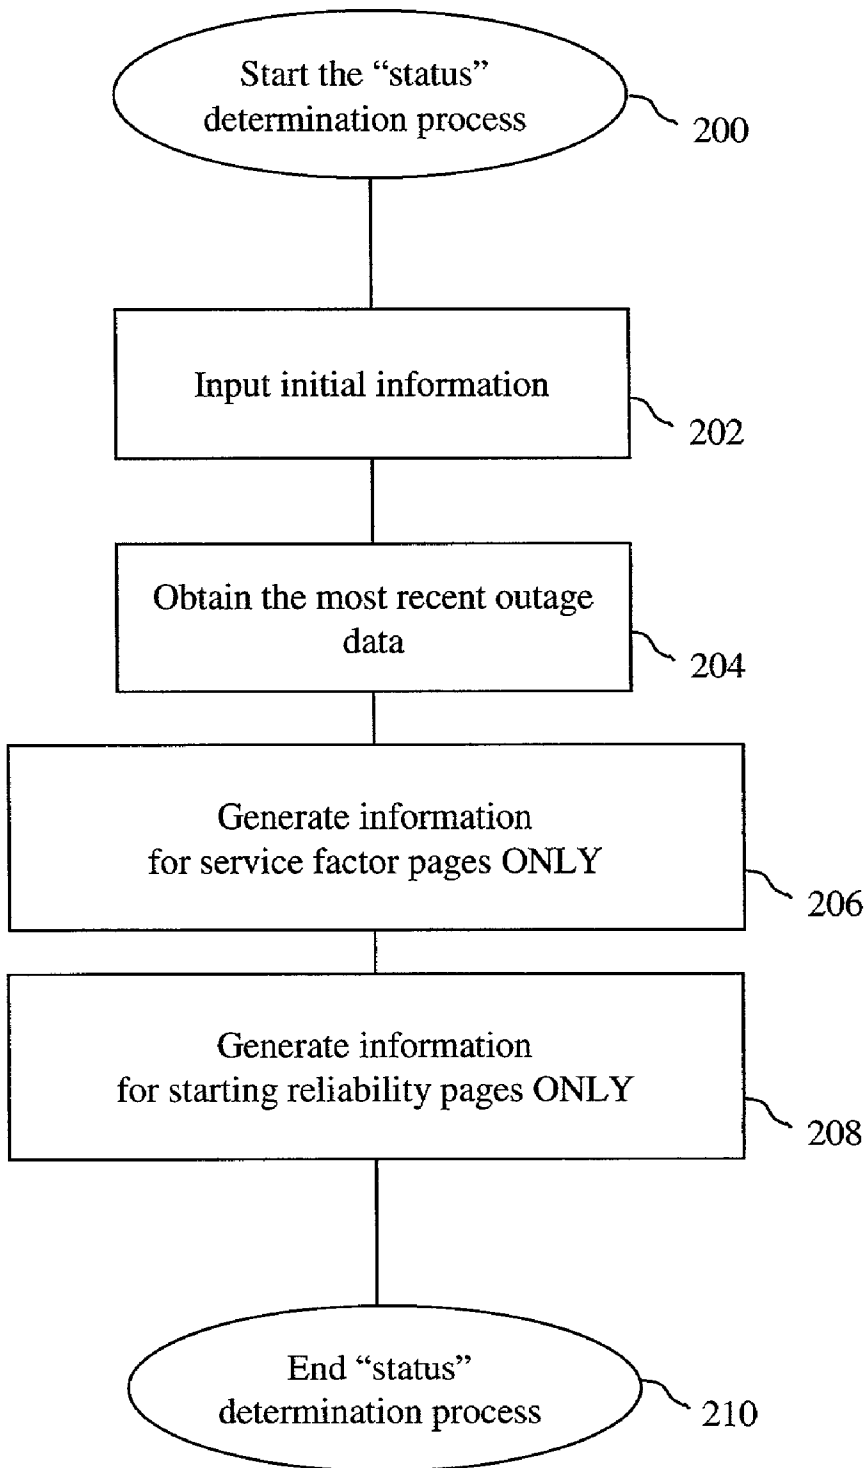 Start the “status”
determination process
200
Input initial information
202
Obtain the most recent outage
data
204
Generate information
for service factor pages ONLY
206
Generate information
for starting reliability pages ONLY
208
End “status”
determination process
210